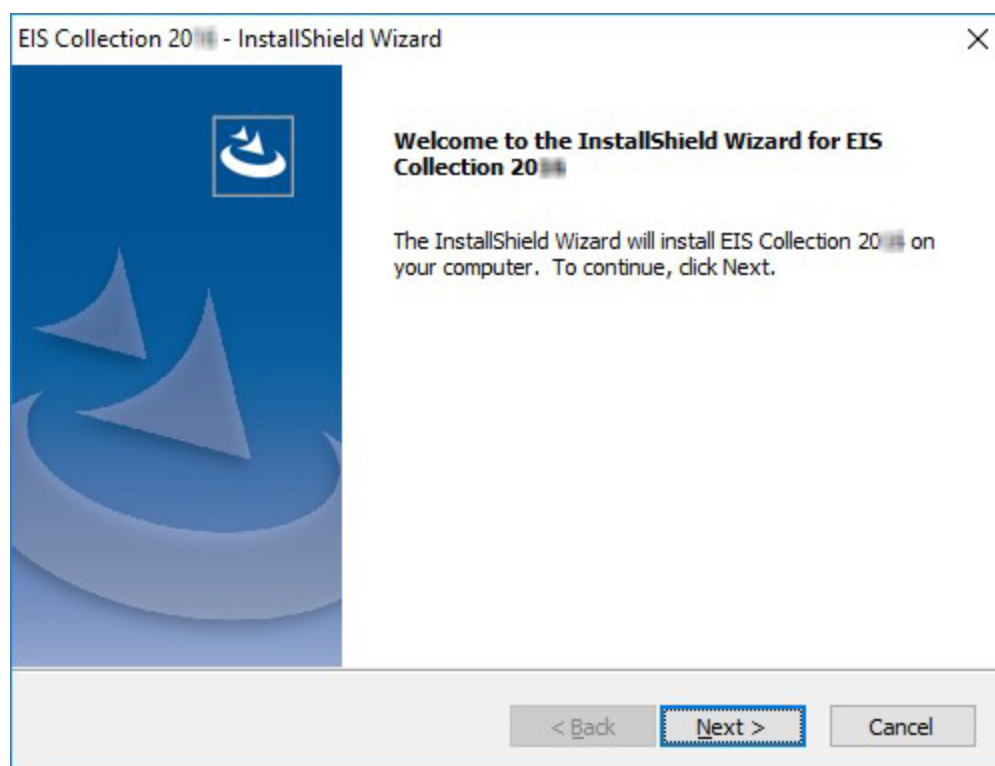 EIS Collection 20 - InstallShield Wizard
Welcome to the InstallShield Wizard for EIS
Collection 20
The InstallShield Wizard will install EIS Collection 20 on
your computer. To continue, click Next.
< Back
Next >
Cancel